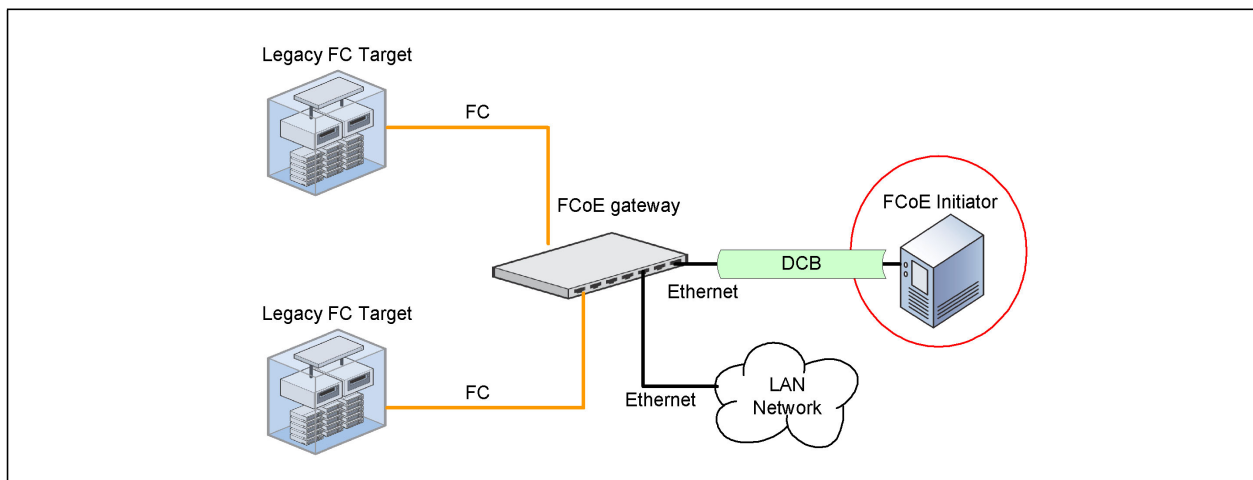 Legacy FC Target
FC
FCoE gateway
FCoE Initiator
DCB
Ethernet
Legacy FC Target
FC
Ethernet
LAN
Network